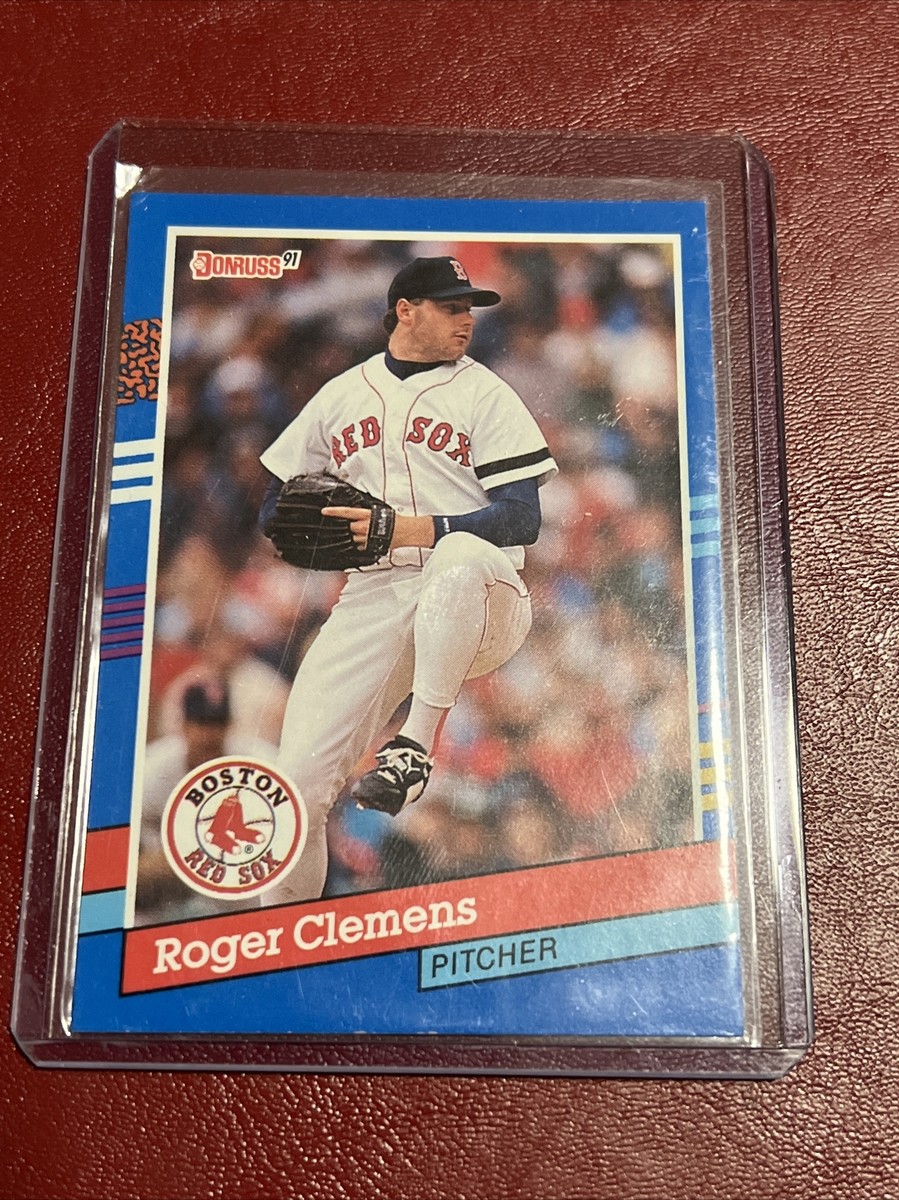 DONRUSS 91
B
RED SOX
BOSTON
RED SOX
®
Roger Clemens
PITCHER